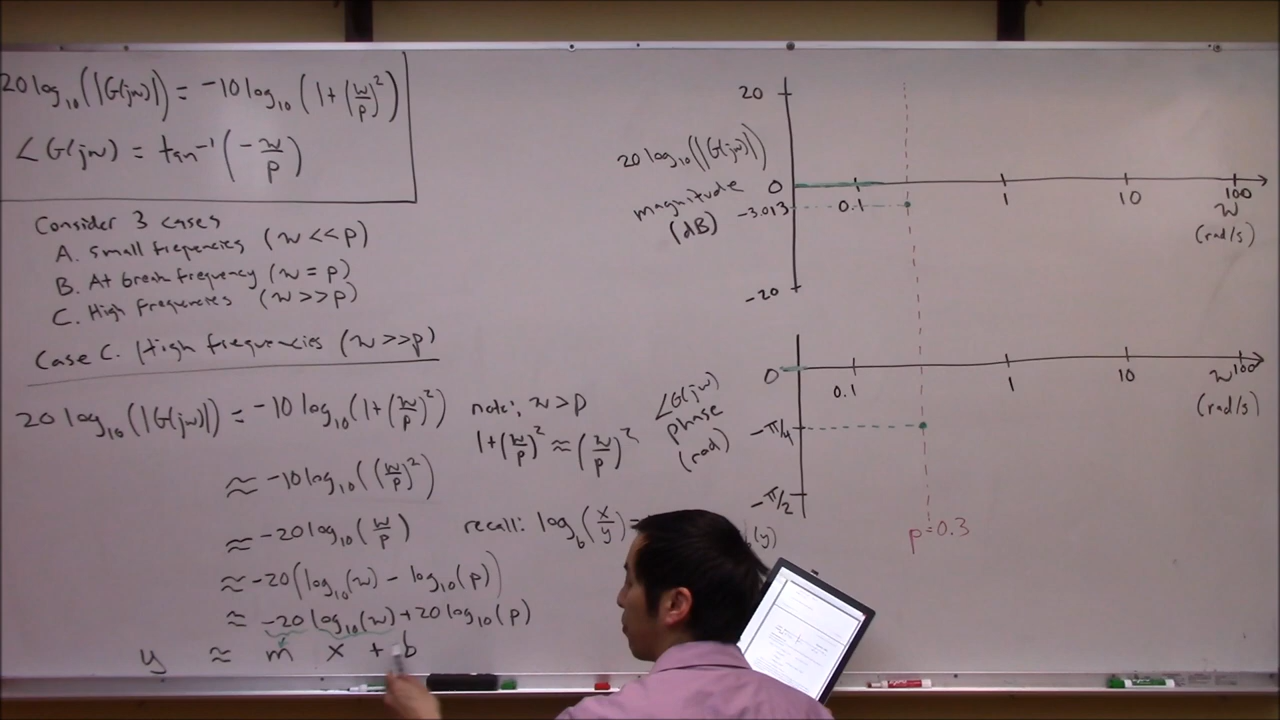 20 log₁₀(|G(jw)|) = -10 log₁₀(1+(w/p)²)
∠G(jw) = tan⁻¹(-w/p)
Consider 3 cases
A. Small freqencies (w << p)
B. At break frequency (w = p)
C. High frequencies (w >> p)
Case C. High frequencies (w >> p)
20 log₁₀(|G(jw)|) = -10 log₁₀(1+(w/p)²)
≈ -10 log₁₀((w/p)²)
≈ -20 log₁₀(w/p)
≈ -20(log₁₀(w) - log₁₀(p))
≈ -20 log₁₀(w) + 20 log₁₀(p)
y ≈ m x + b
note: w > p
1+(w/p)² ≈ (w/p)²
recall: log_b(x/y) = (y)
20 log₁₀(|G(jw)|)
magnitude
(dB)
20
0
-3.013
-20
0.1
1
10
100
w
(rad/s)
∠G(jw)
phase
(rad)
0
-π/4
-π/2
0.1
1
10
100
w
(rad/s)
p=0.3